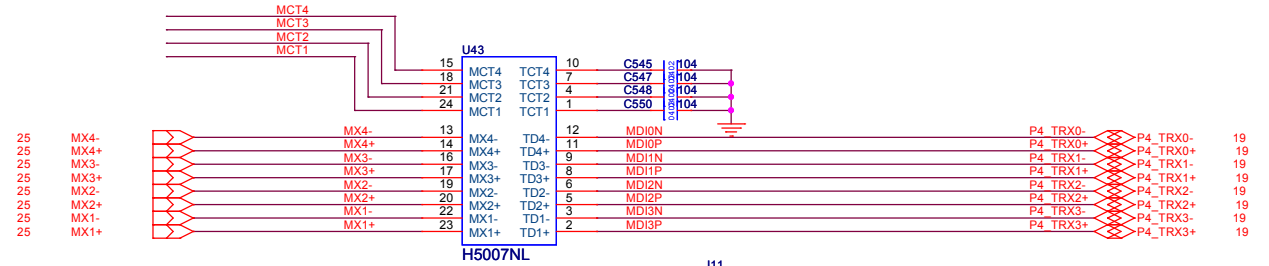 MCT4
MCT3
MCT2
MCT1
U43
15 MCT4 TCT4 10 C545 0402 104
18 MCT3 TCT3 7 C547 0402 104
21 MCT2 TCT2 4 C548 0402 104
24 MCT1 TCT1 1 C550 0402 104
25 MX4- MX4- 13 MX4- TD4- 12 MDI0N P4_TRX0- P4_TRX0- 19
25 MX4+ MX4+ 14 MX4+ TD4+ 11 MDI0P P4_TRX0+ P4_TRX0+ 19
25 MX3- MX3- 16 MX3- TD3- 9 MDI1N P4_TRX1- P4_TRX1- 19
25 MX3+ MX3+ 17 MX3+ TD3+ 8 MDI1P P4_TRX1+ P4_TRX1+ 19
25 MX2- MX2- 19 MX2- TD2- 6 MDI2N P4_TRX2- P4_TRX2- 19
25 MX2+ MX2+ 20 MX2+ TD2+ 5 MDI2P P4_TRX2+ P4_TRX2+ 19
25 MX1- MX1- 22 MX1- TD1- 3 MDI3N P4_TRX3- P4_TRX3- 19
25 MX1+ MX1+ 23 MX1+ TD1+ 2 MDI3P P4_TRX3+ P4_TRX3+ 19
H5007NL